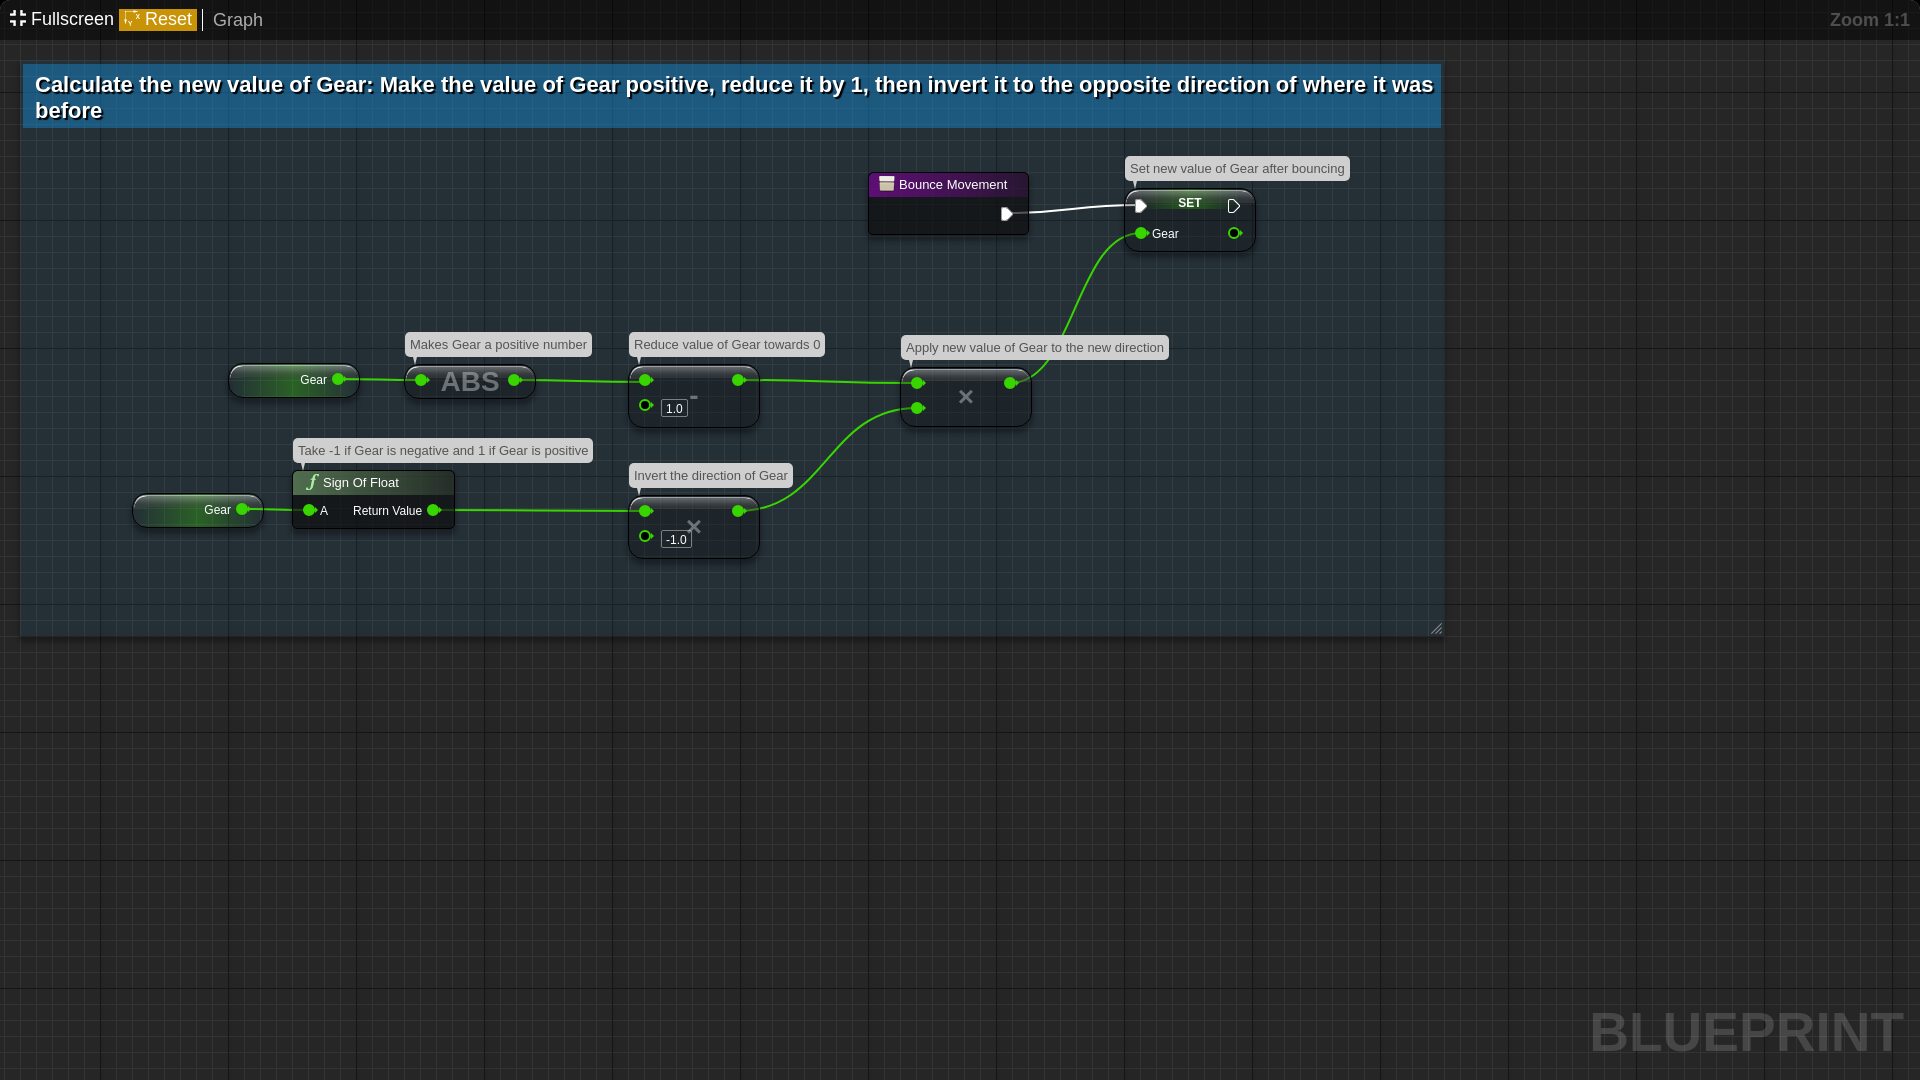 Fullscreen Reset Graph Zoom 1:1
Calculate the new value of Gear: Make the value of Gear positive, reduce it by 1, then invert it to the opposite direction of where it was
before
Set new value of Gear after bouncing
Bounce Movement
SET
Gear
Makes Gear a positive number
Reduce value of Gear towards 0
Apply new value of Gear to the new direction
Gear
ABS
-
1.0
×
Take -1 if Gear is negative and 1 if Gear is positive
Invert the direction of Gear
Sign Of Float
Gear
A Return Value
×
-1.0
BLUEPRINT